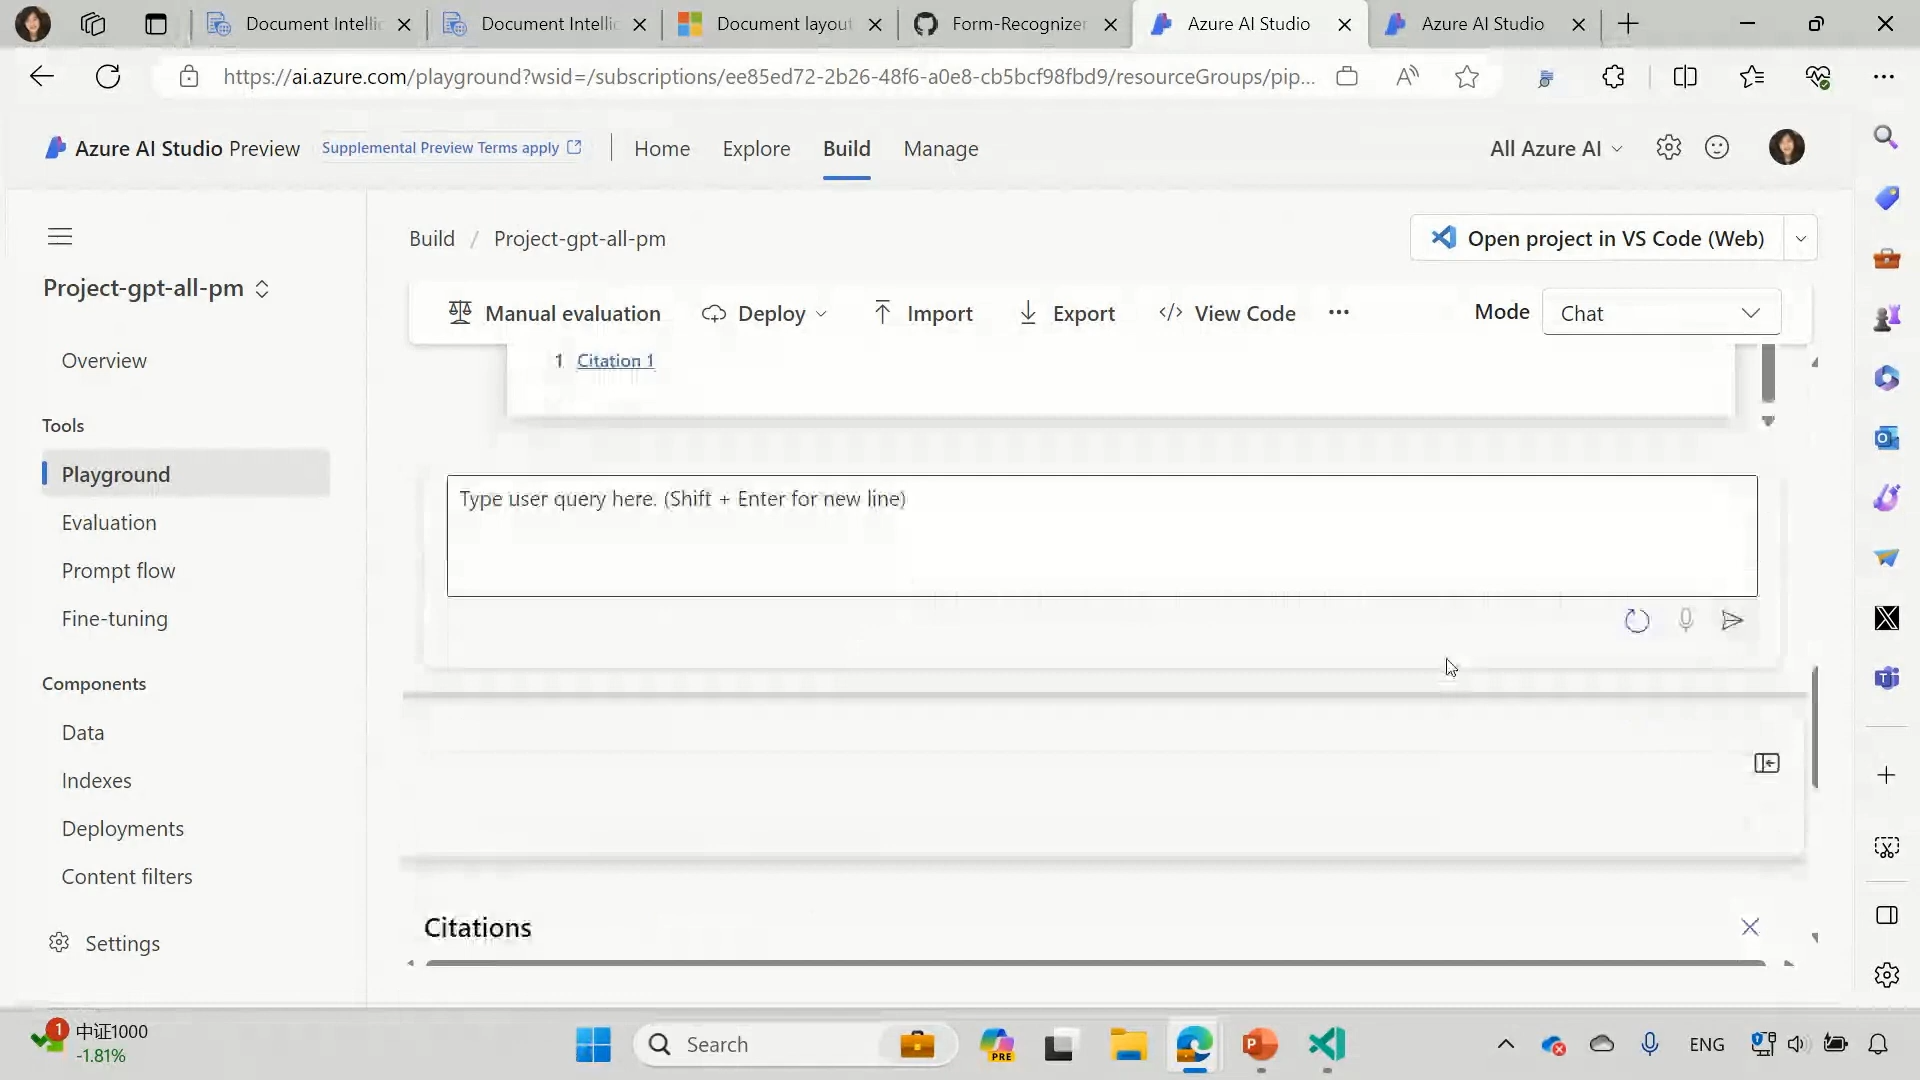 Document Intellic
Document Intellic
Document layout
Form-Recognizer
Azure AI Studio
Azure AI Studio
https://ai.azure.com/playground?wsid=/subscriptions/ee85ed72-2b26-48f6-a0e8-cb5bcf98fbd9/resourceGroups/pip...
Azure AI Studio Preview
Supplemental Preview Terms apply
Home
Explore
Build
Manage
All Azure AI
Build / Project-gpt-all-pm
Open project in VS Code (Web)
Project-gpt-all-pm
Manual evaluation
Deploy
Import
Export
</> View Code
...
Mode
Chat
1 Citation 1
Overview
Tools
Playground
Evaluation
Prompt flow
Fine-tuning
Components
Data
Indexes
Deployments
Content filters
Settings
Type user query here. (Shift + Enter for new line)
Citations
1
中证1000
-1.81%
Search
PRE
ENG